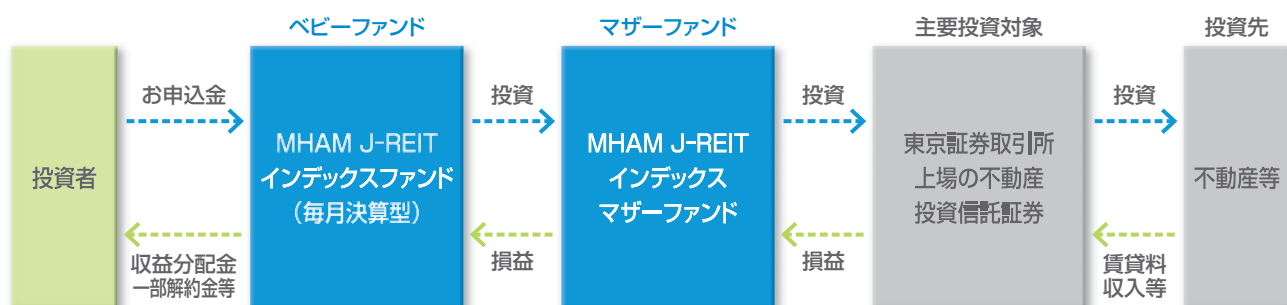 ベビーファンド
マザーファンド
主要投資対象
投資先
投資者
お申込金
収益分配金
一部解約金等
MHAM J-REIT
インデックスファンド
（毎月決算型）
投資
損益
MHAM J-REIT
インデックス
マザーファンド
投資
損益
東京証券取引所
上場の不動産
投資信託証券
投資
賃貸料
収入等
不動産等